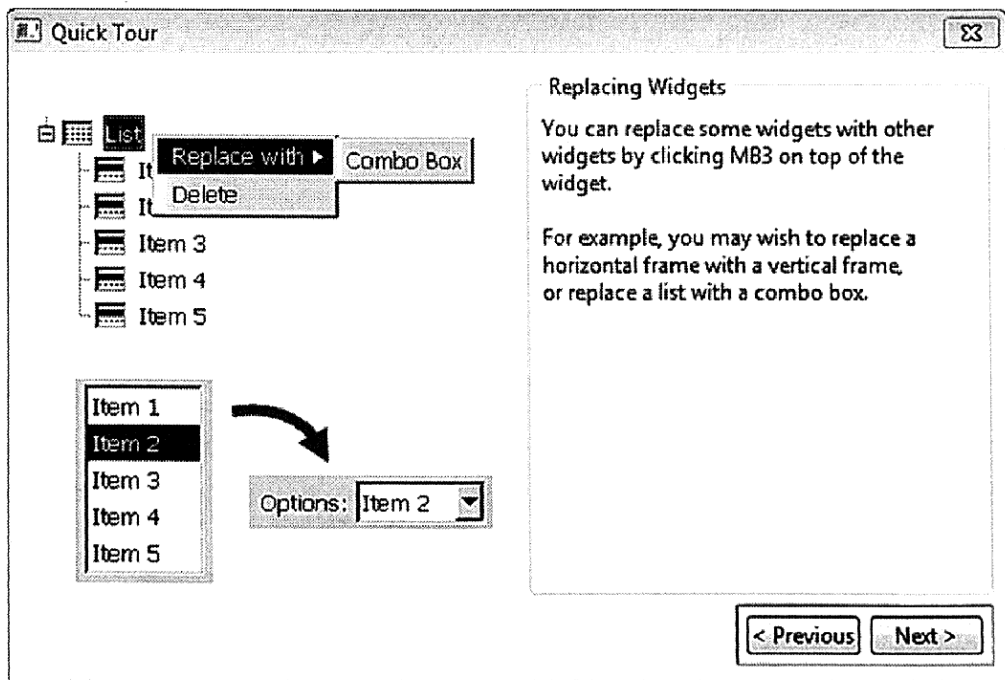 Quick Tour
List
Replace with
Combo Box
It
Delete
It
Item 3
Item 4
Item 5
Item 1
Item 2
Item 3
Item 4
Item 5
Options: Item 2
Replacing Widgets
You can replace some widgets with other
widgets by clicking MB3 on top of the
widget.
For example, you may wish to replace a
horizontal frame with a vertical frame,
or replace a list with a combo box.
< Previous
Next >